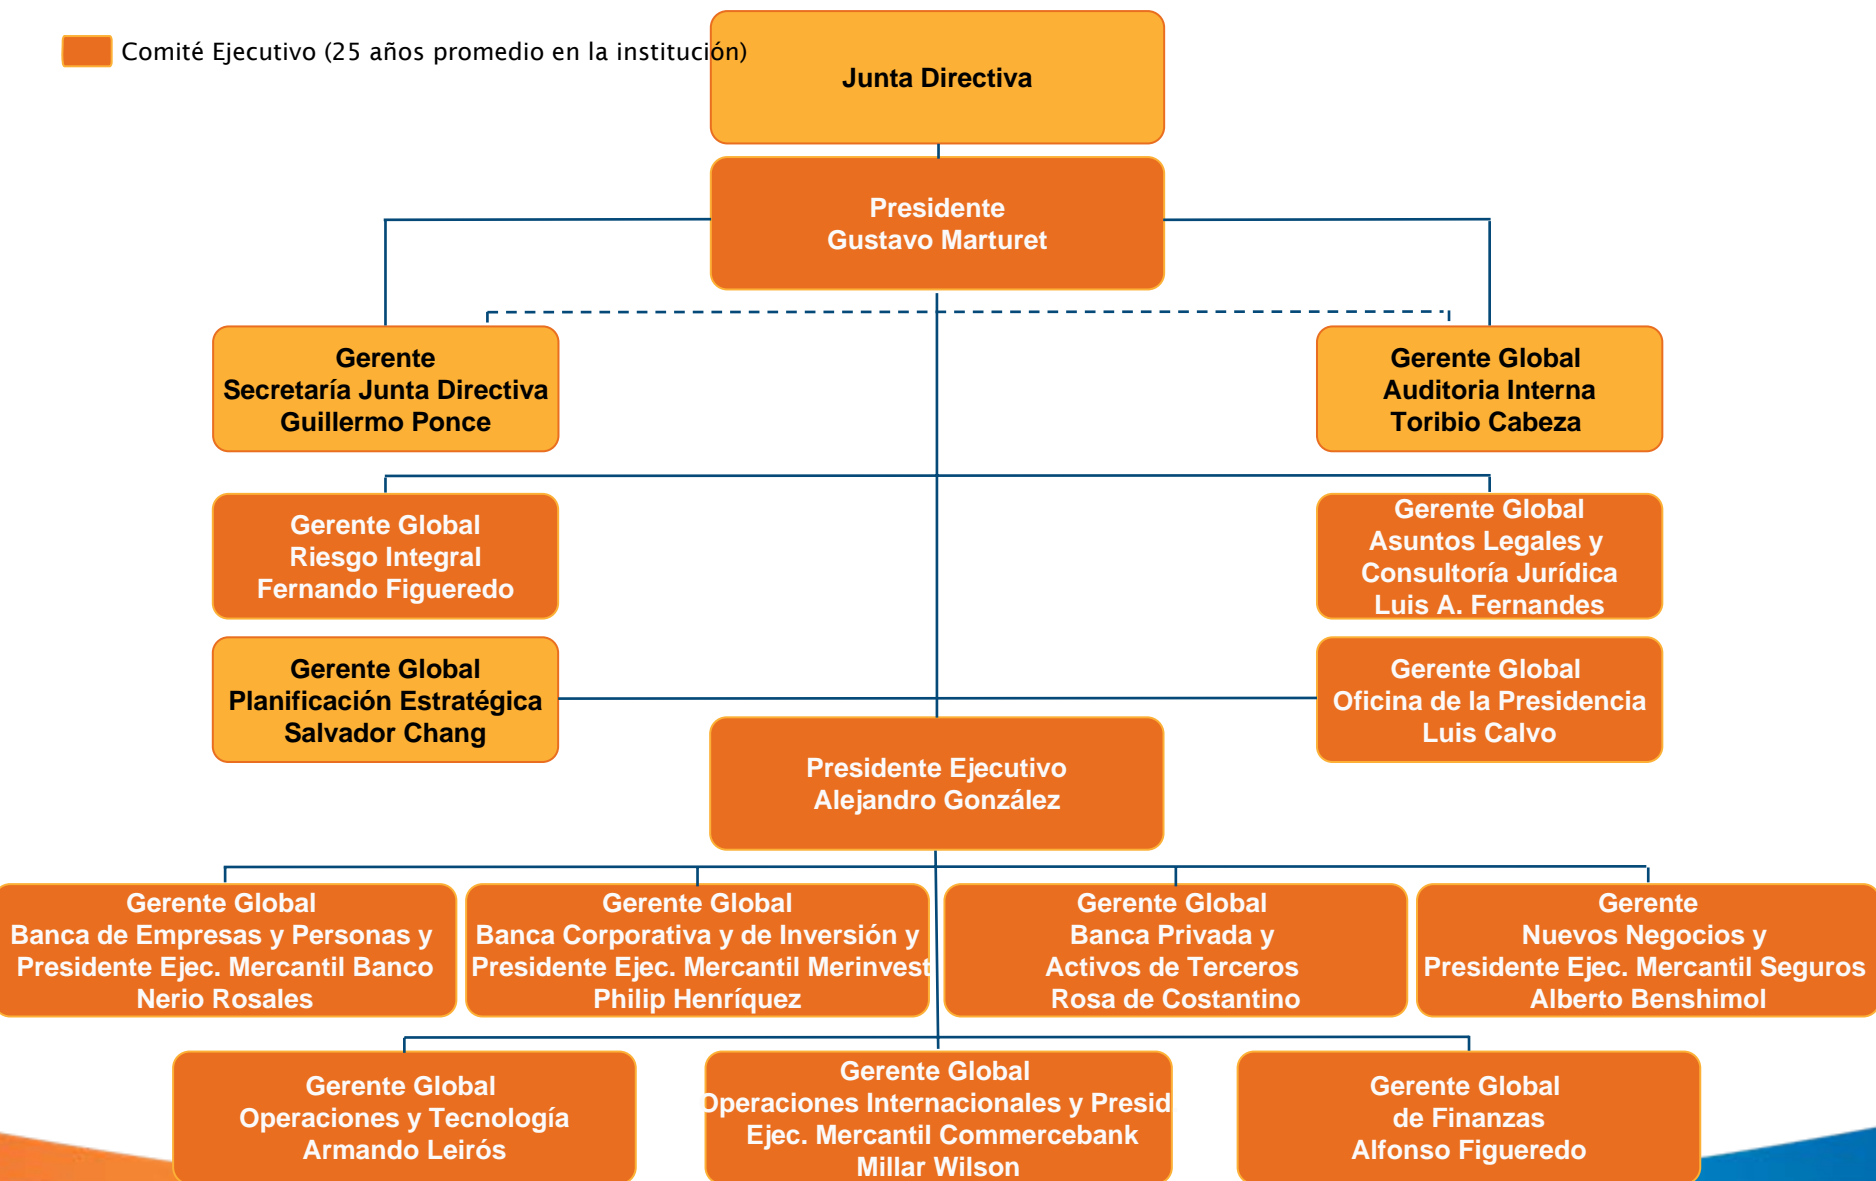 Comité Ejecutivo (25 años promedio en la institución)
Junta Directiva
Presidente
Gustavo Marturet
Gerente
Secretaría Junta Directiva
Guillermo Ponce
Gerente Global
Auditoria Interna
Toribio Cabeza
Gerente Global
Riesgo Integral
Fernando Figueredo
Gerente Global
Asuntos Legales y
Consultoría Jurídica
Luis A. Fernandes
Gerente Global
Planificación Estratégica
Salvador Chang
Gerente Global
Oficina de la Presidencia
Luis Calvo
Presidente Ejecutivo
Alejandro González
Gerente Global
Banca de Empresas y Personas y
Presidente Ejec. Mercantil Banco
Nerio Rosales
Gerente Global
Banca Corporativa y de Inversión y
Presidente Ejec. Mercantil Merinvest
Philip Henríquez
Gerente Global
Banca Privada y
Activos de Terceros
Rosa de Costantino
Gerente
Nuevos Negocios y
Presidente Ejec. Mercantil Seguros
Alberto Benshimol
Gerente Global
Operaciones y Tecnología
Armando Leirós
Gerente Global
Operaciones Internacionales y Presid
Ejec. Mercantil Commercebank
Millar Wilson
Gerente Global
de Finanzas
Alfonso Figueredo